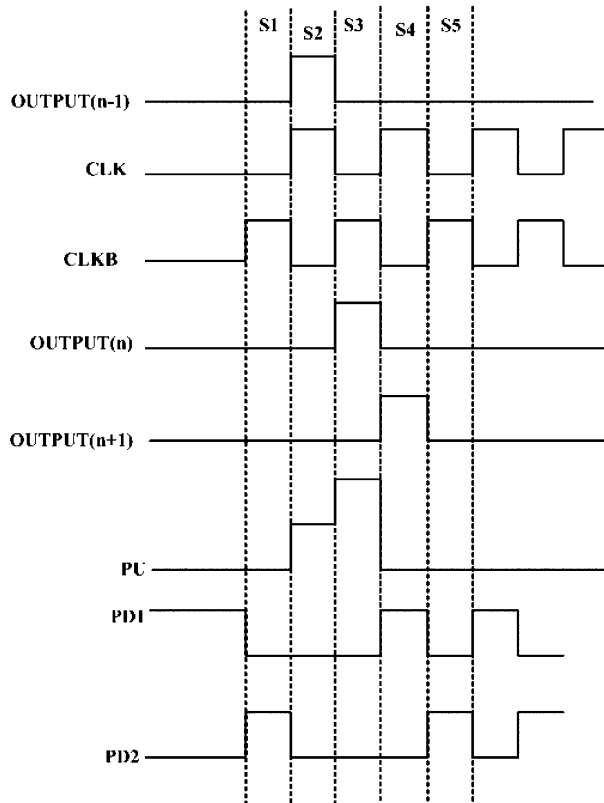 S1 S2 S3 S4 S5
OUTPUT(n-1)
CLK
CLKB
OUTPUT(n)
OUTPUT(n+1)
PU
PD1
PD2